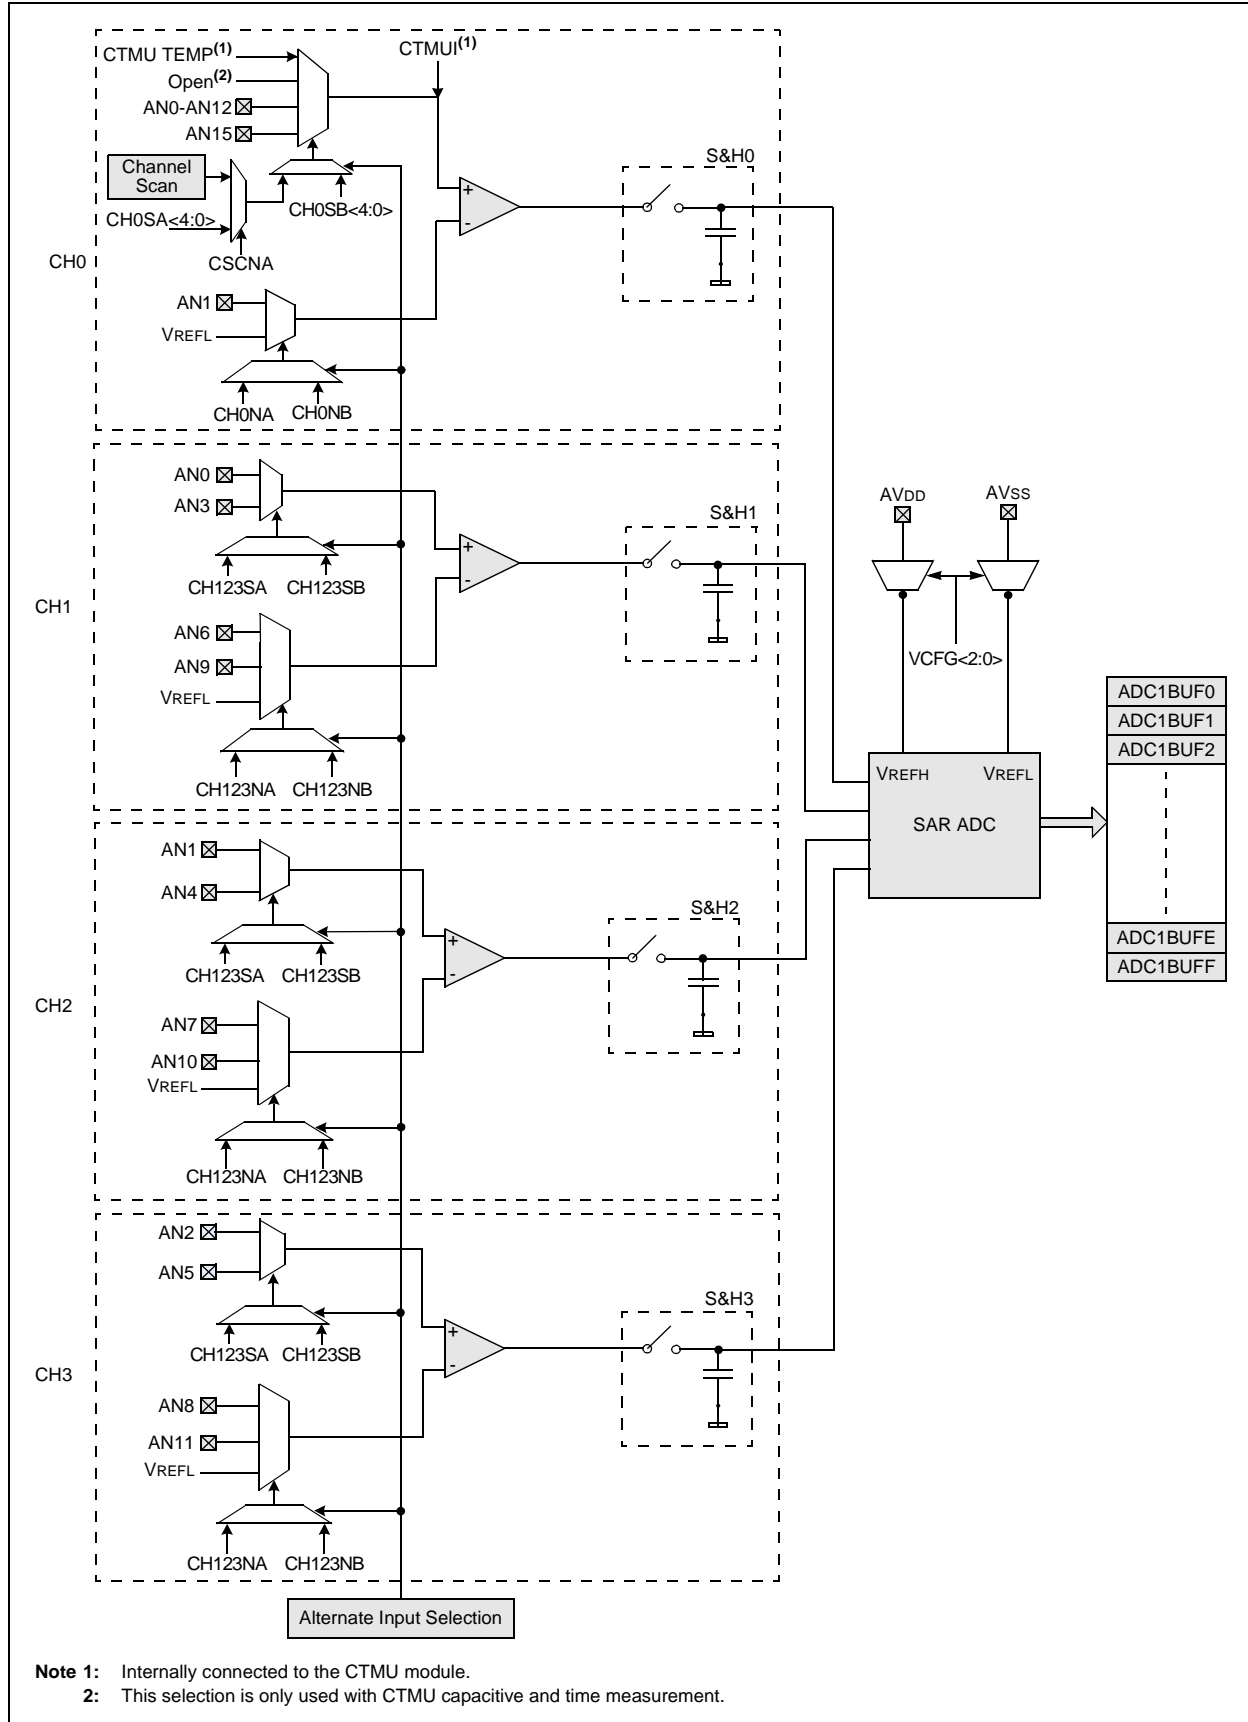 CTMU TEMP(1)
CTMUI(1)
Open(2)
AN0-AN12
AN15
Channel
Scan
CH0SA<4:0>
CH0SB<4:0>
CSCNA
CH0
AN1
VREFL
CH0NA CH0NB
+
-
S&H0
AN0
AN3
CH123SA CH123SB
CH1
AN6
AN9
VREFL
CH123NA CH123NB
+
-
S&H1
AVDD AVSS
VCFG<2:0>
VREFH VREFL
SAR ADC
ADC1BUF0
ADC1BUF1
ADC1BUF2
ADC1BUFE
ADC1BUFF
AN1
AN4
CH123SA CH123SB
CH2
AN7
AN10
VREFL
CH123NA CH123NB
+
-
S&H2
AN2
AN5
CH123SA CH123SB
CH3
AN8
AN11
VREFL
CH123NA CH123NB
+
-
S&H3
Alternate Input Selection
Note 1: Internally connected to the CTMU module.
2: This selection is only used with CTMU capacitive and time measurement.